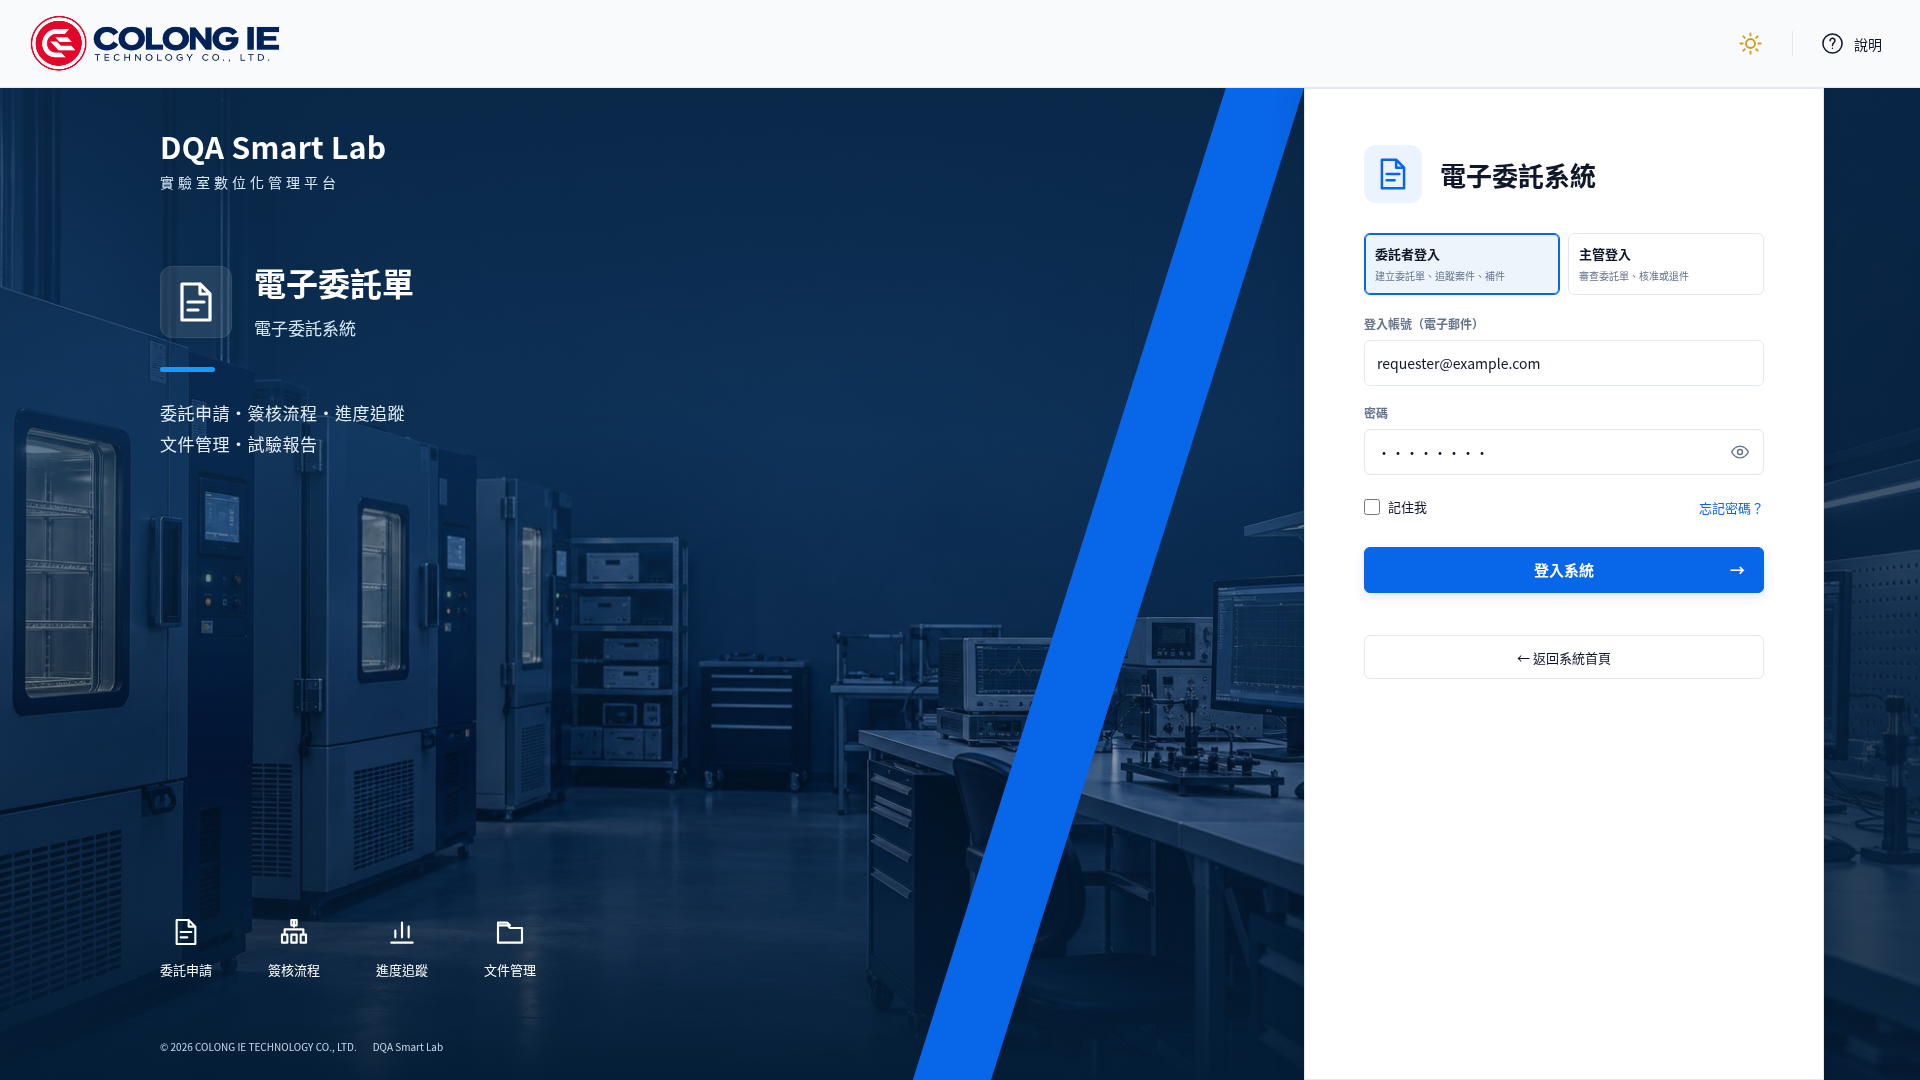 COLONG IE
TECHNOLOGY CO., LTD.
說明
DQA Smart Lab
實驗室數位化管理平台
電子委託單
電子委託系統
委託申請・簽核流程・進度追蹤
文件管理・試驗報告
委託申請
簽核流程
進度追蹤
文件管理
© 2026 COLONG IE TECHNOLOGY CO., LTD. DQA Smart Lab
電子委託系統
委託者登入
建立委託單、追蹤案件、補件
主管登入
審查委託單、核准或退件
登入帳號（電子郵件）
requester@example.com
密碼
••••••••
記住我
忘記密碼？
登入系統 →
← 返回系統首頁